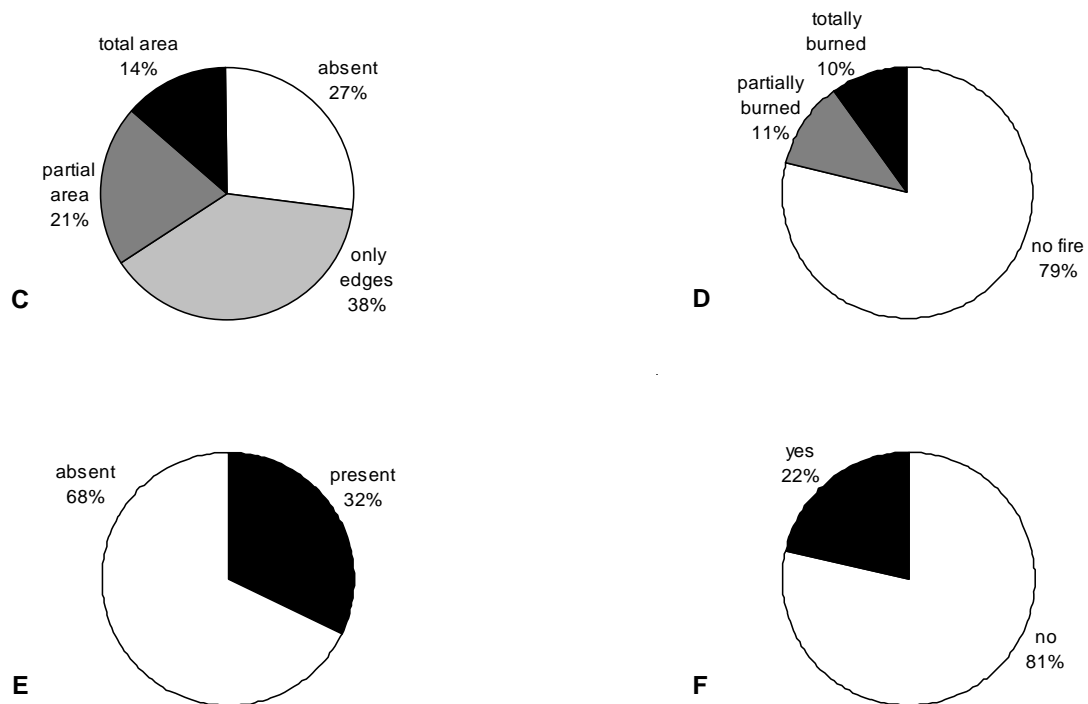 total area
14%
absent
27%
partial
area
21%
only
edges
38%
C
totally
burned
10%
partially
burned
11%
no fire
79%
D
absent
68%
present
32%
E
yes
22%
no
81%
F